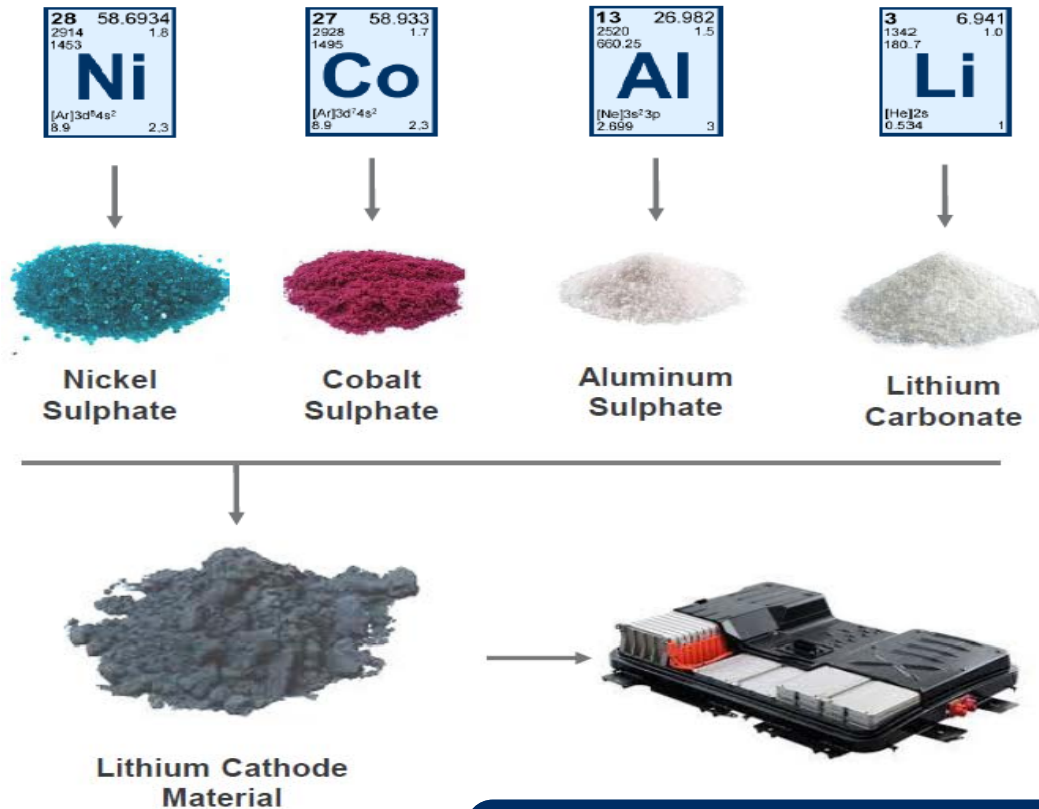 28 58.6934
2914 1.8
1453
Ni
[Ar]3d⁸4s²
8.9 2,3
27 58.933
2928 1.7
1495
Co
[Ar]3d⁷4s²
8.9 2,3
13 26.982
2520 1.5
660.25
Al
[Ne]3s²3p
2.699 3
3 6.941
1342 1.0
180.7
Li
[He]2s
0.534 1
Nickel
Sulphate
Cobalt
Sulphate
Aluminum
Sulphate
Lithium
Carbonate
Lithium Cathode
Material